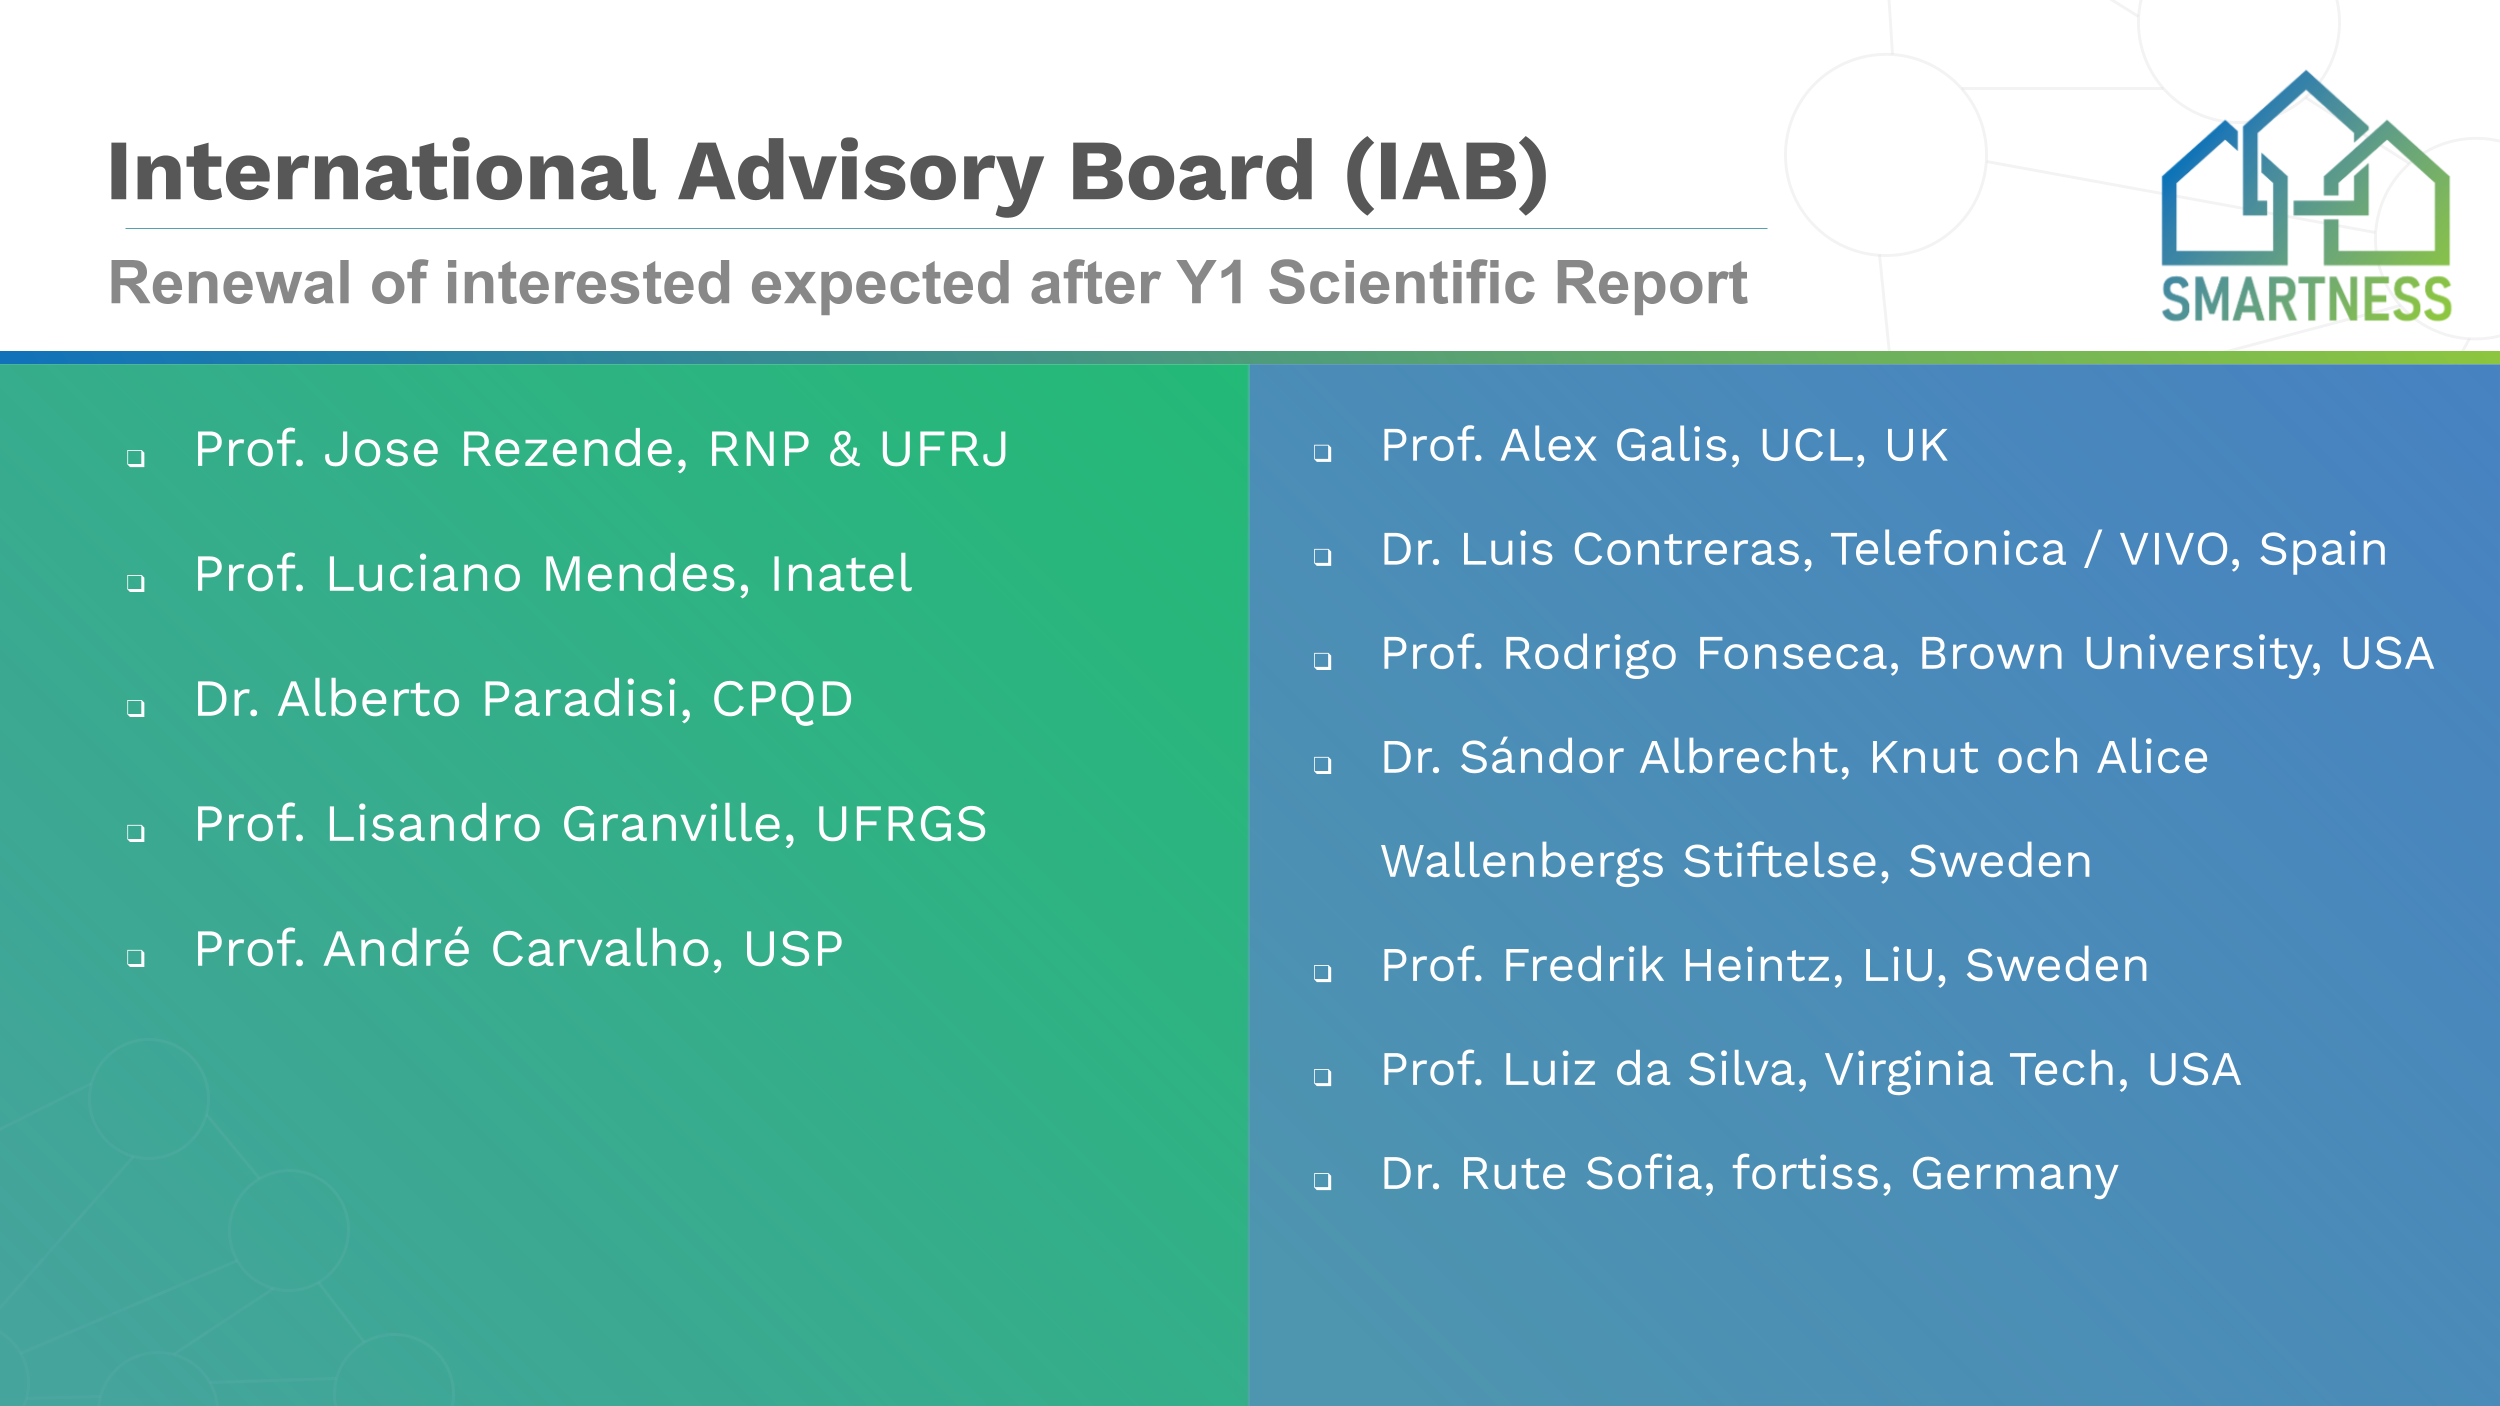 International Advisory Board (IAB)
Renewal of interested expected after Y1 Scientific Report
SMARTNESS
❏ Prof. Jose Rezende, RNP & UFRJ
❏ Prof. Luciano Mendes, Inatel
❏ Dr. Alberto Paradisi, CPQD
❏ Prof. Lisandro Granville, UFRGS
❏ Prof. André Carvalho, USP
❏ Prof. Alex Galis, UCL, UK
❏ Dr. Luis Contreras, Telefonica / VIVO, Spain
❏ Prof. Rodrigo Fonseca, Brown University, USA
❏ Dr. Sándor Albrecht, Knut och Alice
Wallenbergs Stiftelse, Sweden
❏ Prof. Fredrik Heintz, LiU, Sweden
❏ Prof. Luiz da Silva, Virginia Tech, USA
❏ Dr. Rute Sofia, fortiss, Germany